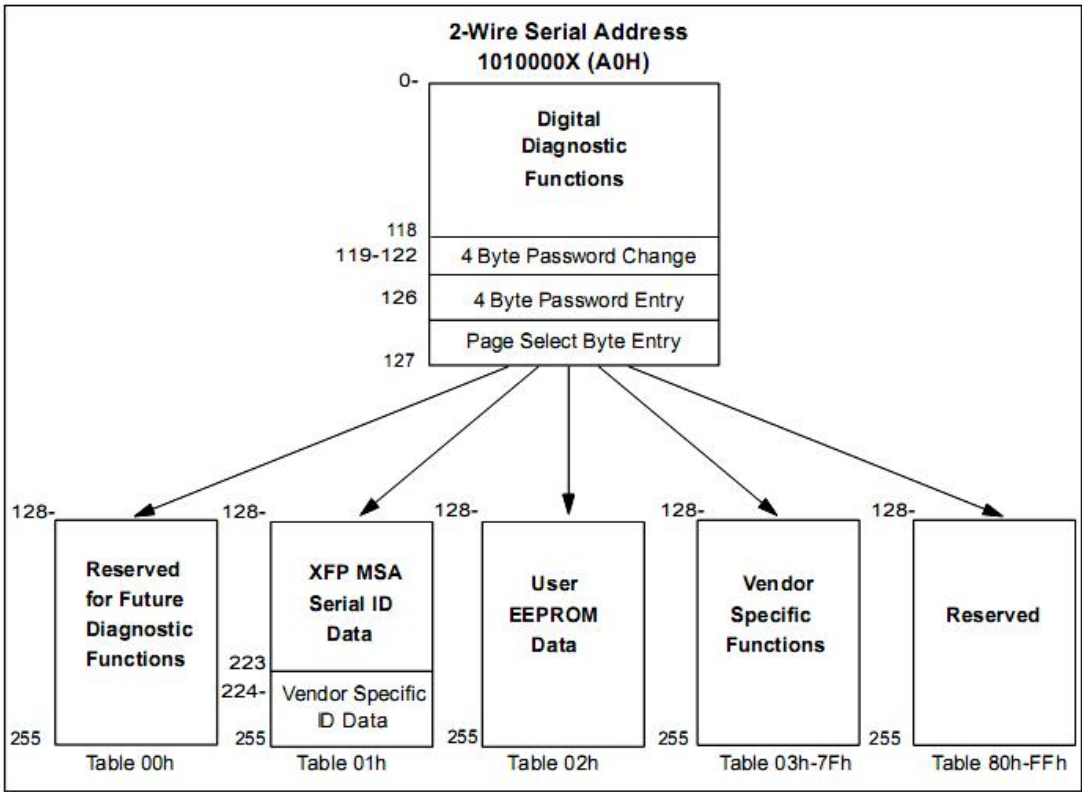 2-Wire Serial Address
1010000X (A0H)
0-
Digital
Diagnostic
Functions
118
119-122
4 Byte Password Change
126
4 Byte Password Entry
Page Select Byte Entry
127
128-
Reserved
for Future
Diagnostic
Functions
255
Table 00h
128-
XFP MSA
Serial ID
Data
223
224-
Vendor Specific
ID Data
255
Table 01h
128-
User
EEPROM
Data
255
Table 02h
128-
Vendor
Specific
Functions
255
Table 03h-7Fh
128-
Reserved
255
Table 80h-FFh